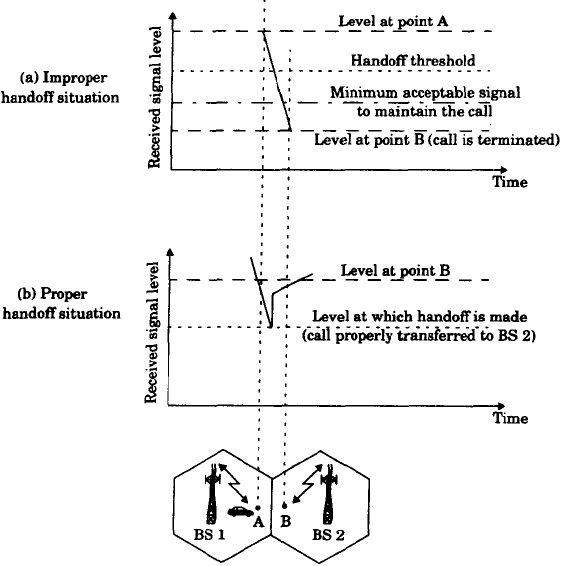 (a) Improper
handoff situation
Received signal level
Level at point A
Handoff threshold
Minimum acceptable signal
to maintain the call
Level at point B (call is terminated)
Time
(b) Proper
handoff situation
Received signal level
Level at point B
Level at which handoff is made
(call properly transferred to BS 2)
Time
A
B
BS 1
BS 2